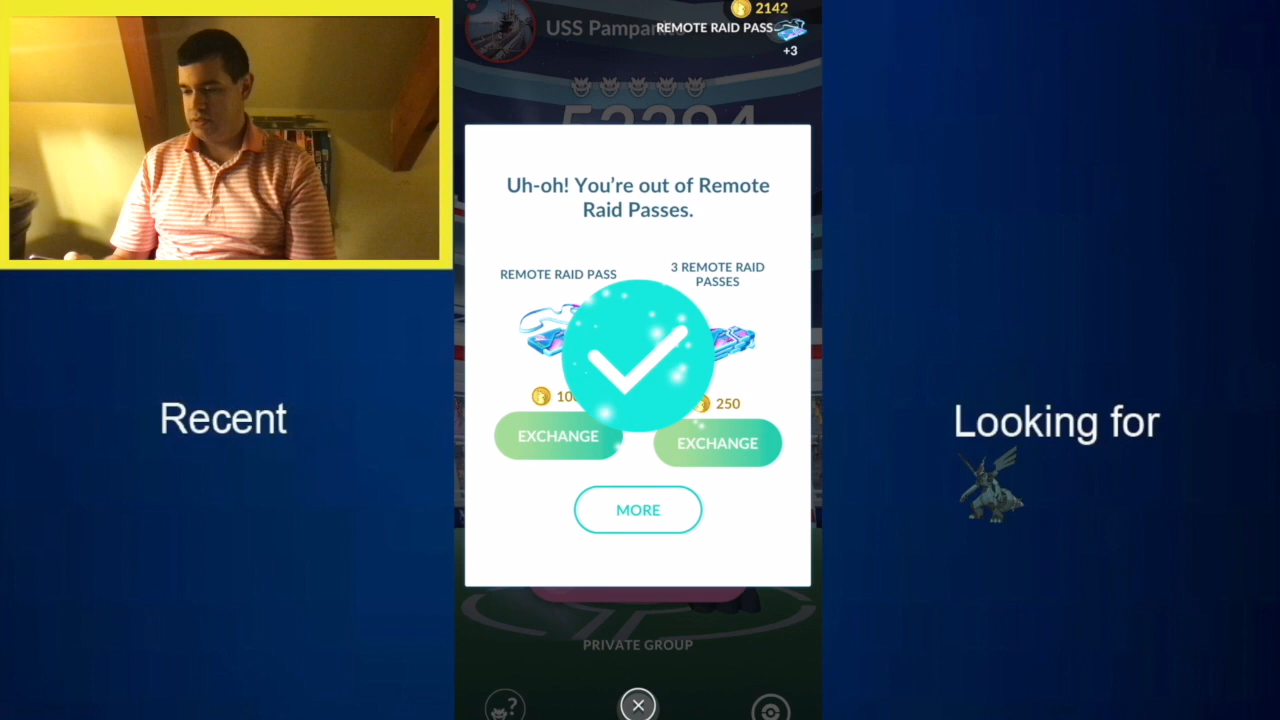 2142
USS Pampani
REMOTE RAID PASS
+3
Uh-oh! You're out of Remote
Raid Passes.
REMOTE RAID PASS
3 REMOTE RAID
PASSES
250
EXCHANGE
EXCHANGE
MORE
PRIVATE GROUP
Recent
Looking for